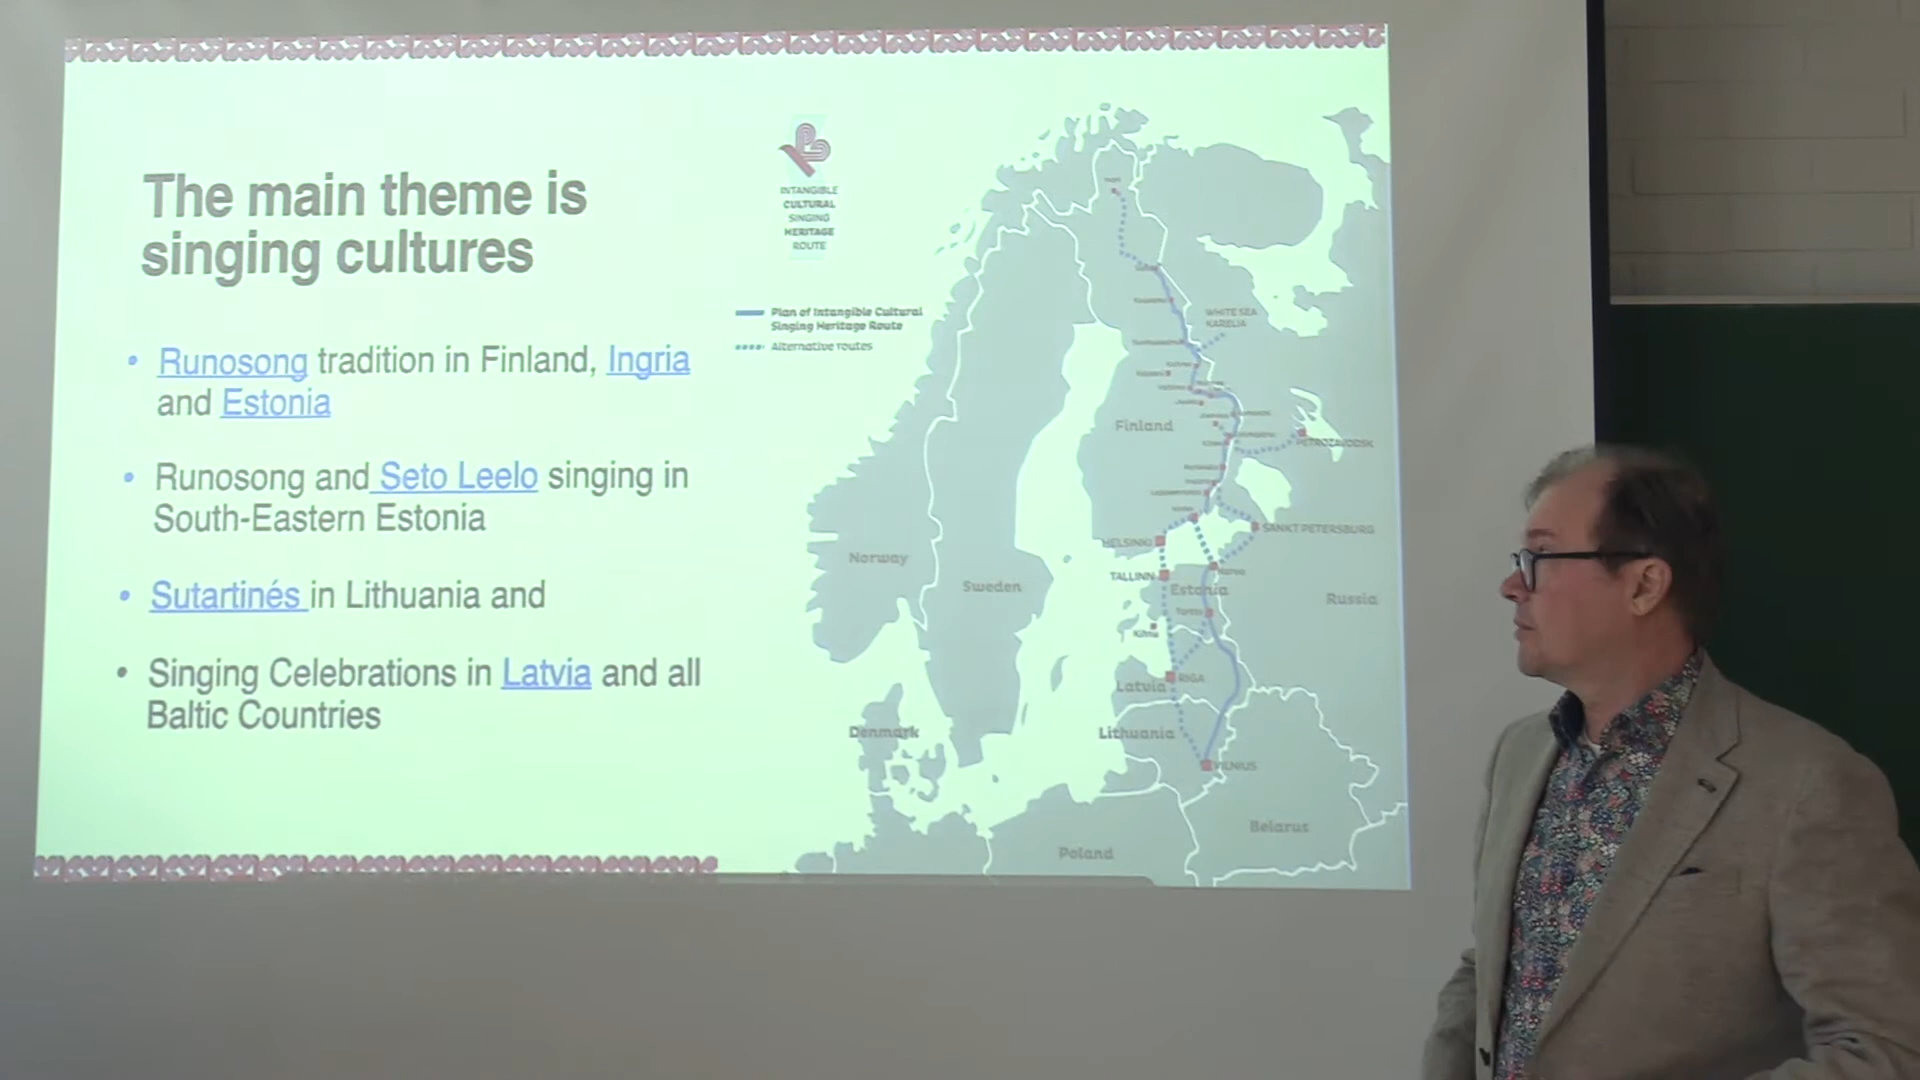 The main theme is
singing cultures
• Runosong tradition in Finland, Ingria
and Estonia
• Runosong and Seto Leelo singing in
South-Eastern Estonia
• Sutartinés in Lithuania and
• Singing Celebrations in Latvia and all
Baltic Countries
INTANGIBLE
CULTURAL
SINGING
HERITAGE
ROUTE
Plan of Intangible Cultural
Singing Heritage Route
Alternative routes
WHITE SEA
KARELIA
Finland
PETROZAVODSK
SANKT PETERSBURG
HELSINKI
Norway
Sweden
TALLINN
Narva
Estonia
Russia
Tartto
Kihnu
RIGA
Latvia
Denmark
Lithuania
VILNIUS
Belarus
Poland